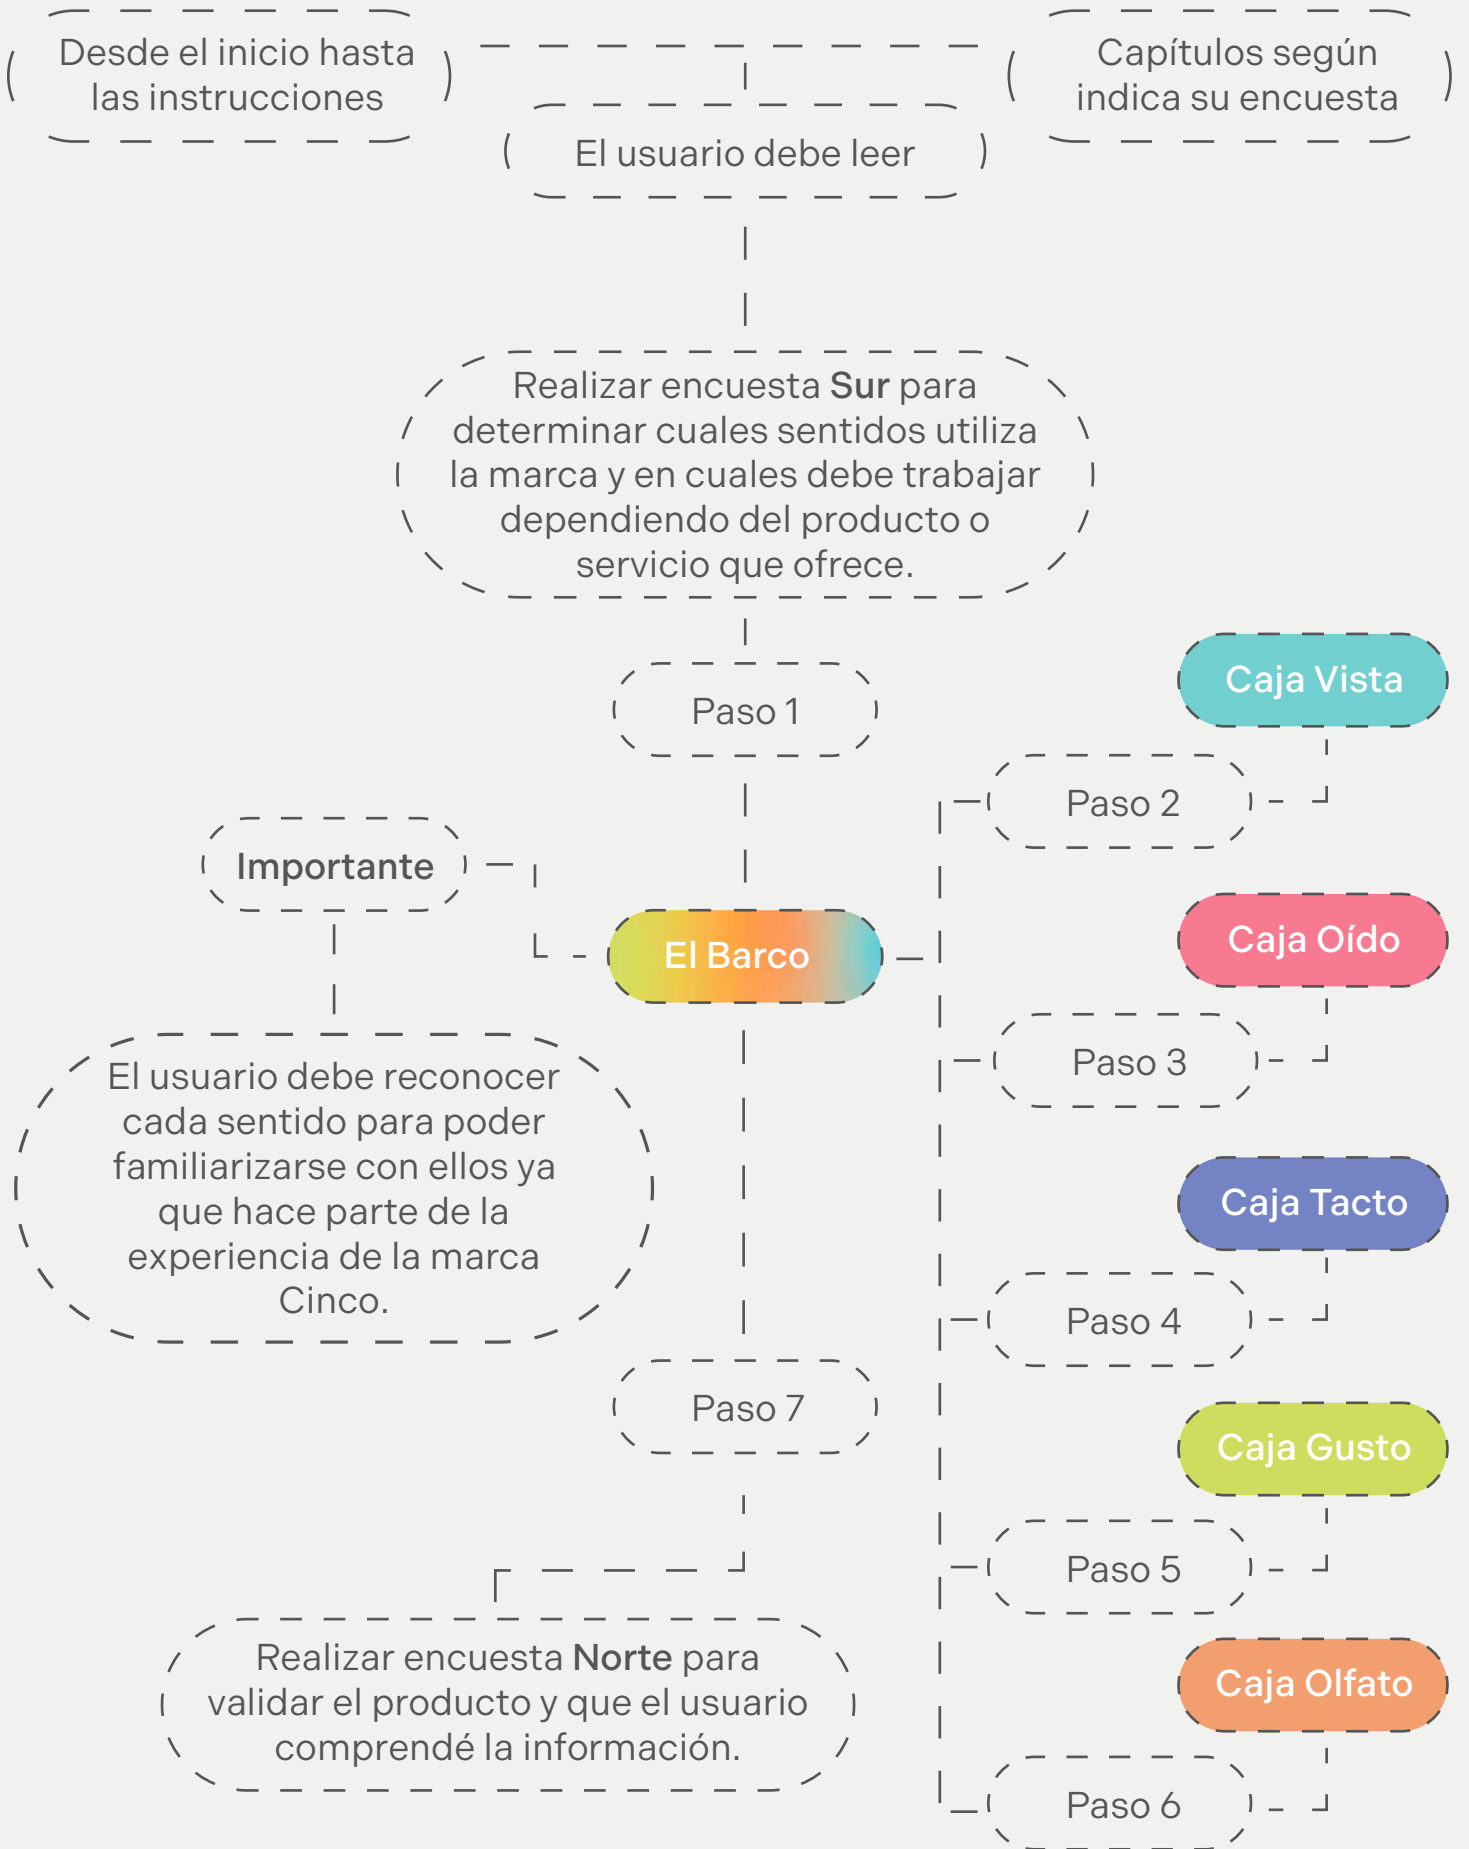 Desde el inicio hasta
las instrucciones
Capítulos según
indica su encuesta
El usuario debe leer
Realizar encuesta Sur para
determinar cuales sentidos utiliza
la marca y en cuales debe trabajar
dependiendo del producto o
servicio que ofrece.
Paso 1
Caja Vista
Paso 2
Importante
El Barco
Caja Oído
Paso 3
El usuario debe reconocer
cada sentido para poder
familiarizarse con ellos ya
que hace parte de la
experiencia de la marca
Cinco.
Caja Tacto
Paso 4
Paso 7
Caja Gusto
Paso 5
Realizar encuesta Norte para
validar el producto y que el usuario
comprendé la información.
Caja Olfato
Paso 6